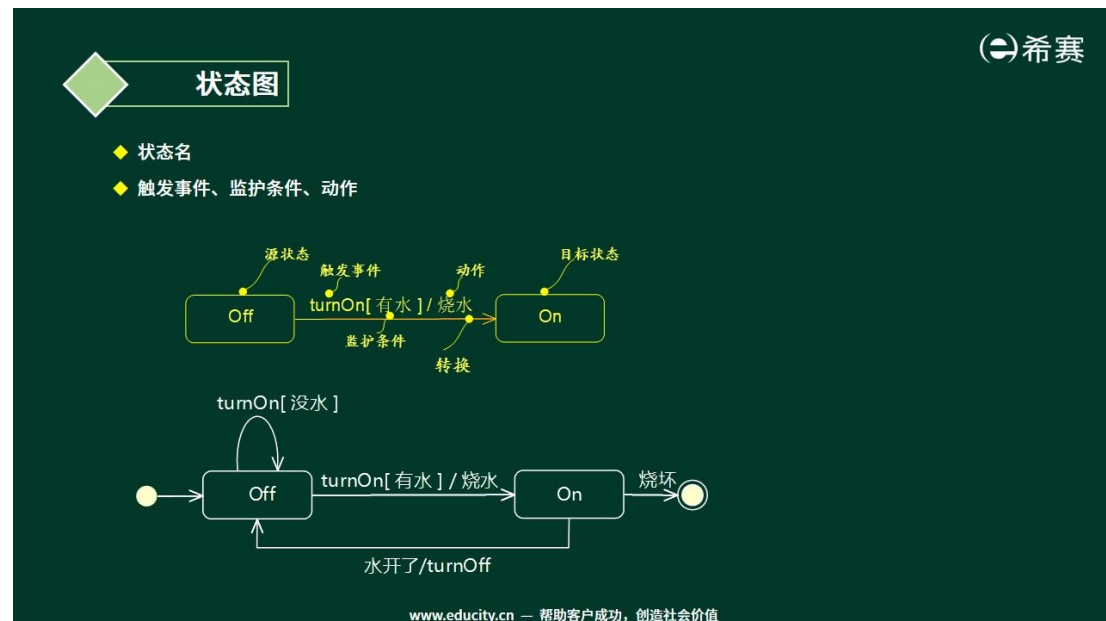 希赛
状态图
状态名
触发事件、监护条件、动作
源状态
目标状态
触发事件
动作
turnOn[ 有水 ] / 烧水
Off
On
监护条件
转换
turnOn[ 没水 ]
turnOn[ 有水 ] / 烧水
烧坏
Off
On
水开了/turnOff
www.educity.cn — 帮助客户成功，创造社会价值